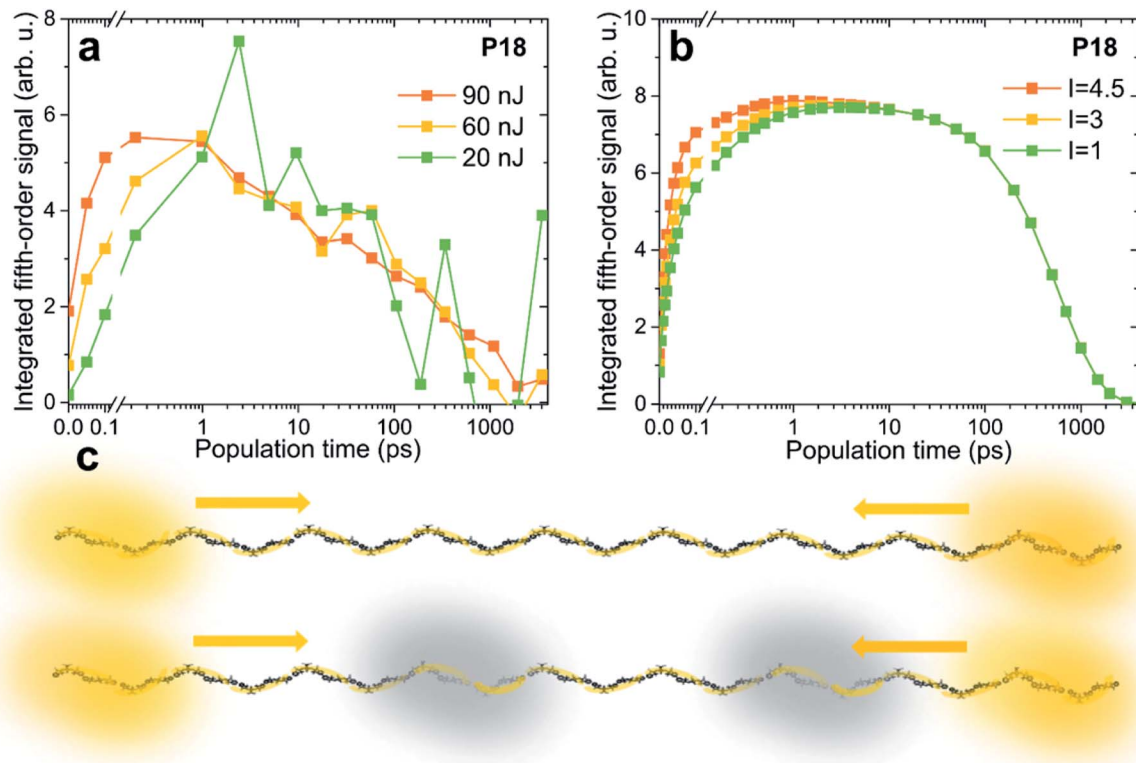 a
P18
90 nJ
60 nJ
20 nJ
Integrated fifth-order signal (arb. u.)
8
6
4
2
0
0.0 0.1 1 10 100 1000
Population time (ps)
b
P18
I=4.5
I=3
I=1
Integrated fifth-order signal (arb. u.)
10
8
6
4
2
0
0.0 0.1 1 10 100 1000
Population time (ps)
c